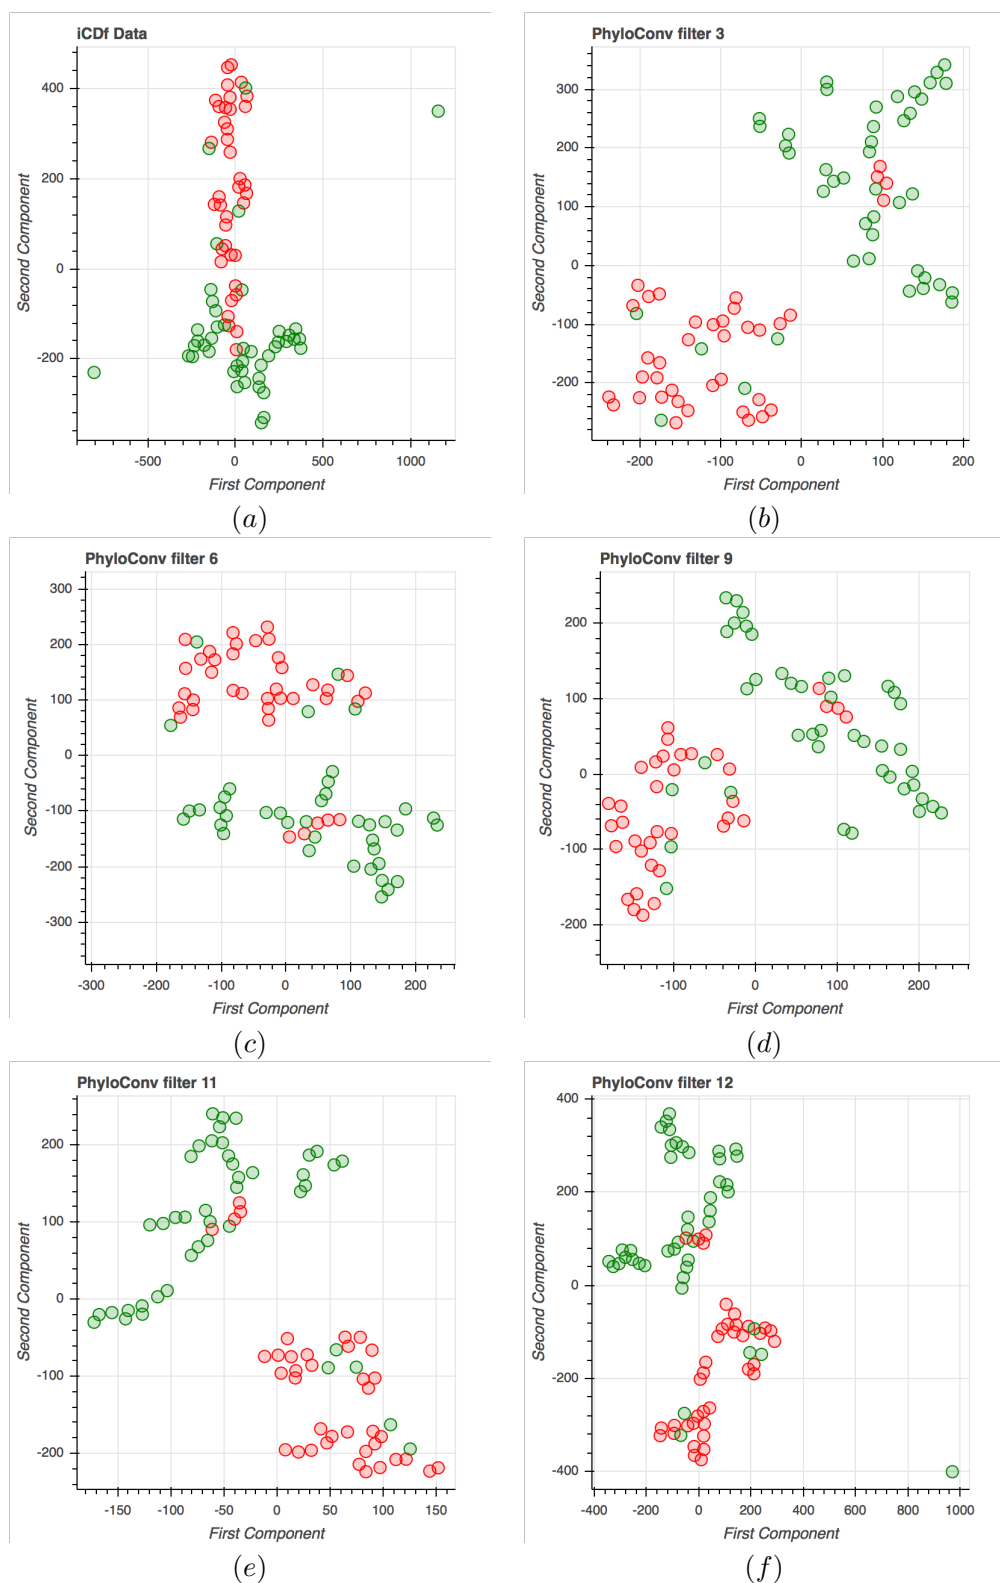 iCDf Data
Second Component
400
200
0
-200
-500
0
500
1000
First Component
(a)
PhyloConv filter 3
Second Component
300
200
100
0
-100
-200
-200
-100
0
100
200
First Component
(b)
PhyloConv filter 6
Second Component
300
200
100
0
-100
-200
-300
-300
-200
-100
0
100
200
First Component
(c)
PhyloConv filter 9
Second Component
200
100
0
-100
-200
-100
0
100
200
First Component
(d)
PhyloConv filter 11
Second Component
200
100
0
-100
-200
-150
-100
-50
0
50
100
150
First Component
(e)
PhyloConv filter 12
Second Component
400
200
0
-200
-400
-400
-200
0
200
400
600
800
1000
First Component
(f)